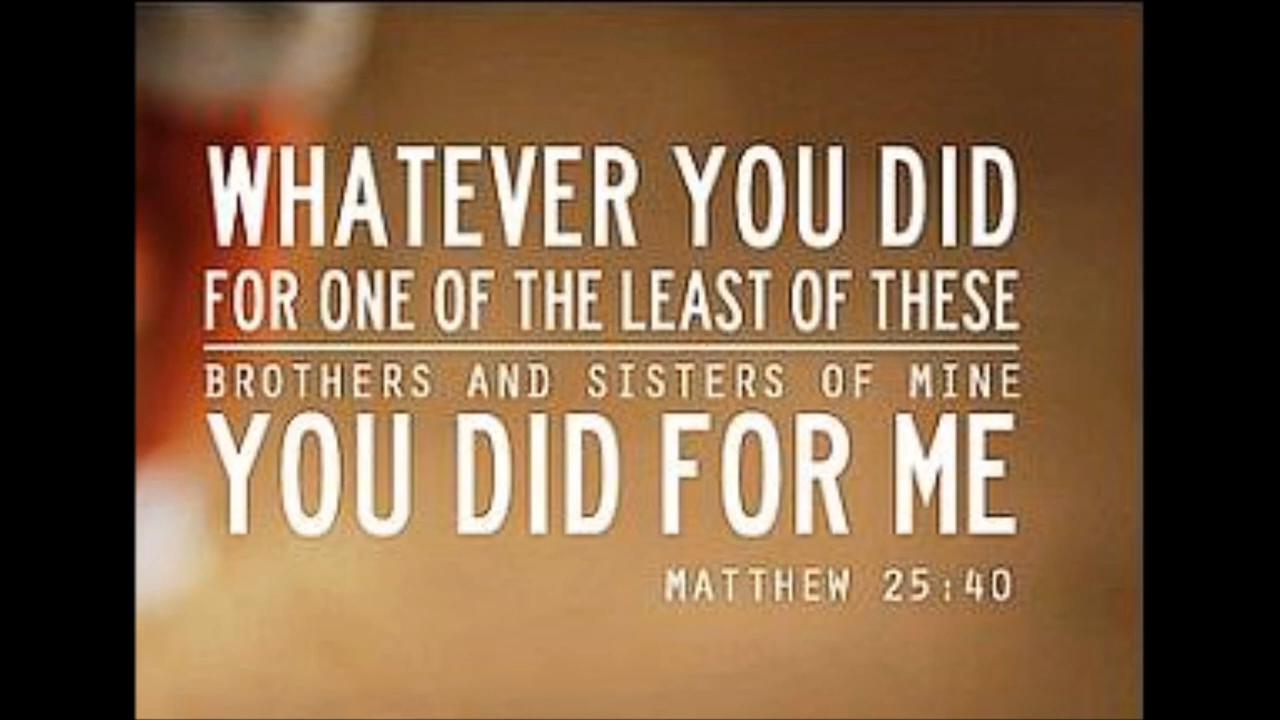 WHATEVER YOU DID
FOR ONE OF THE LEAST OF THESE
BROTHERS AND SISTERS OF MINE
YOU DID FOR ME
MATTHEW 25:40